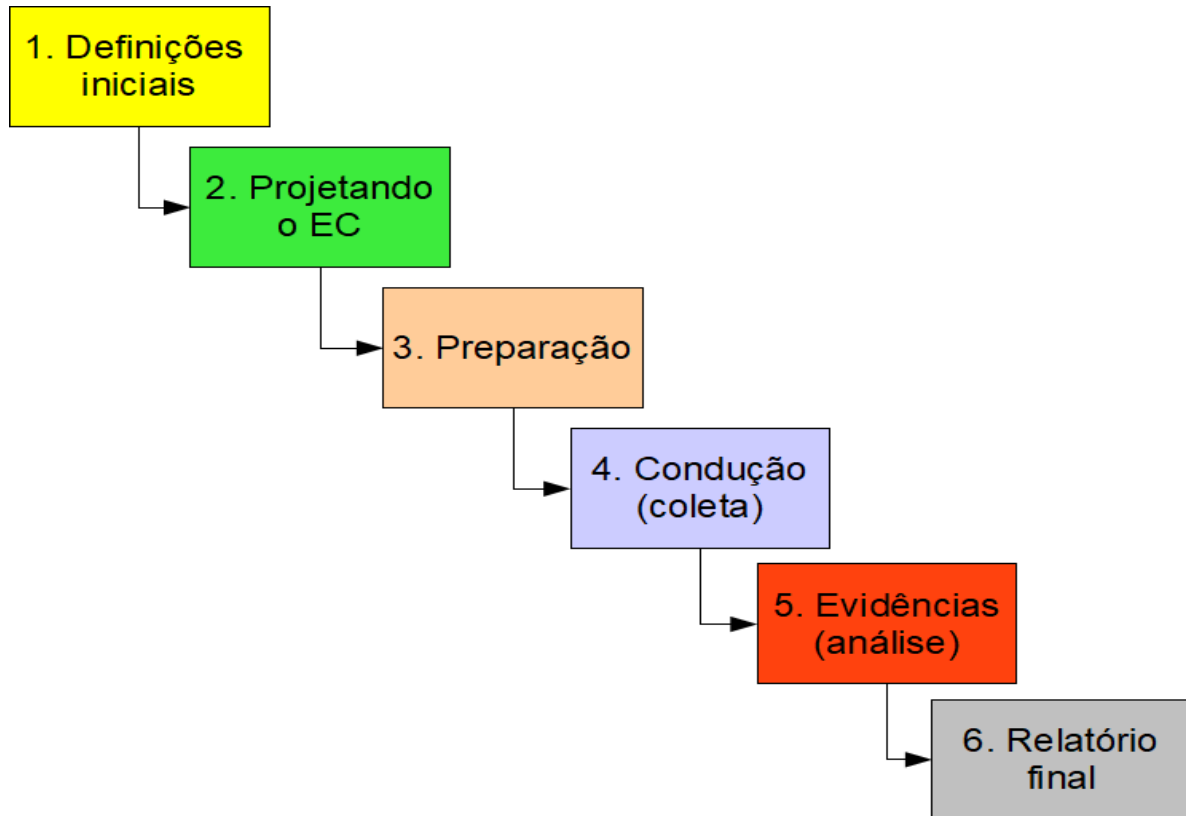 1. Definições
iniciais
2. Projetando
o EC
3. Preparação
4. Condução
(coleta)
5. Evidências
(análise)
6. Relatório
final